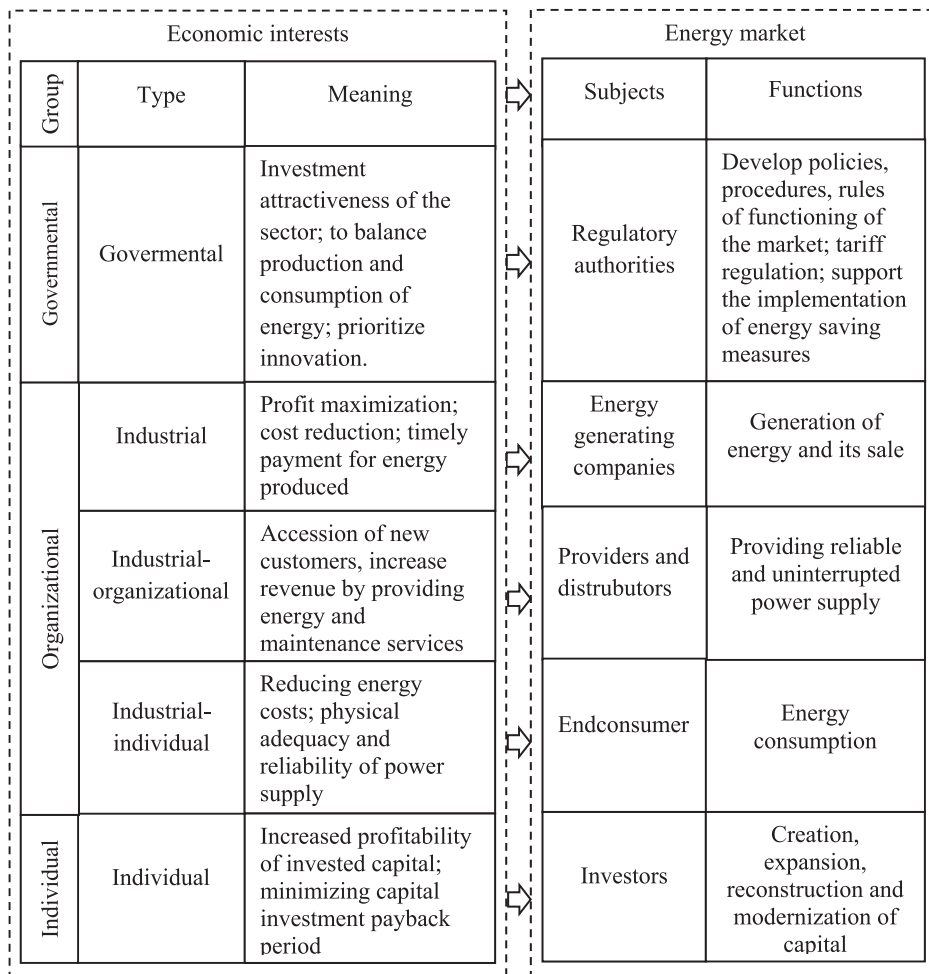 Economic interests
Group
Type
Meaning
Governmental
Govermental
Investment
attractiveness of the
sector; to balance
production and
consumption of
energy; prioritize
innovation.
Organizational
Industrial
Profit maximization;
cost reduction; timely
payment for energy
produced
Industrial-
organizational
Accession of new
customers, increase
revenue by providing
energy and
maintenance services
Industrial-
individual
Reducing energy
costs; physical
adequacy and
reliability of power
supply
Individual
Individual
Increased profitability
of invested capital;
minimizing capital
investment payback
period
Energy market
Subjects
Functions
Regulatory
authorities
Develop policies,
procedures, rules
of functioning of
the market; tariff
regulation; support
the implementation
of energy saving
measures
Energy
generating
companies
Generation of
energy and its sale
Providers and
distrubutors
Providing reliable
and uninterrupted
power supply
Endconsumer
Energy
consumption
Investors
Creation,
expansion,
reconstruction and
modernization of
capital